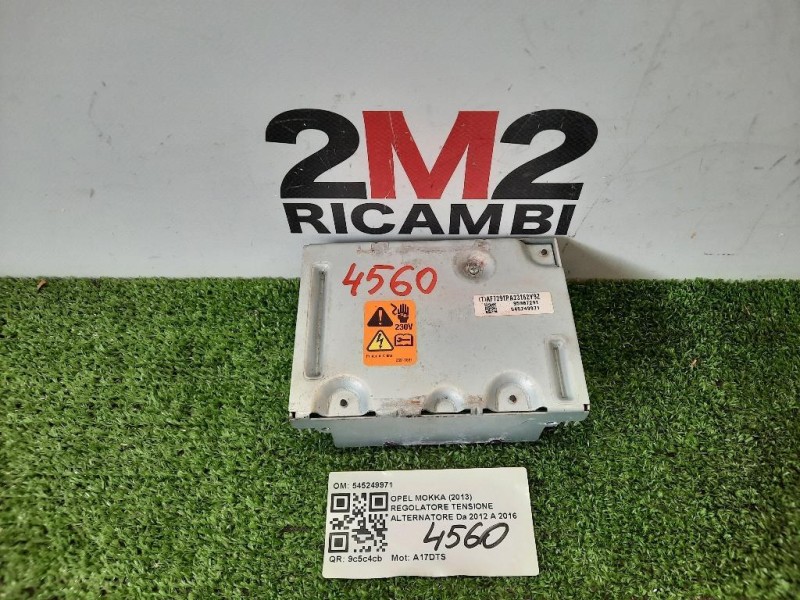 2M2
RICAMBI
4560
230V
545249971
OM: 545249971
OPEL MOKKA (2013)
REGOLATORE TENSIONE
ALTERNATORE Da 2012 A 2016
4560
QR: 9c5c4cb Mot: A17DTS